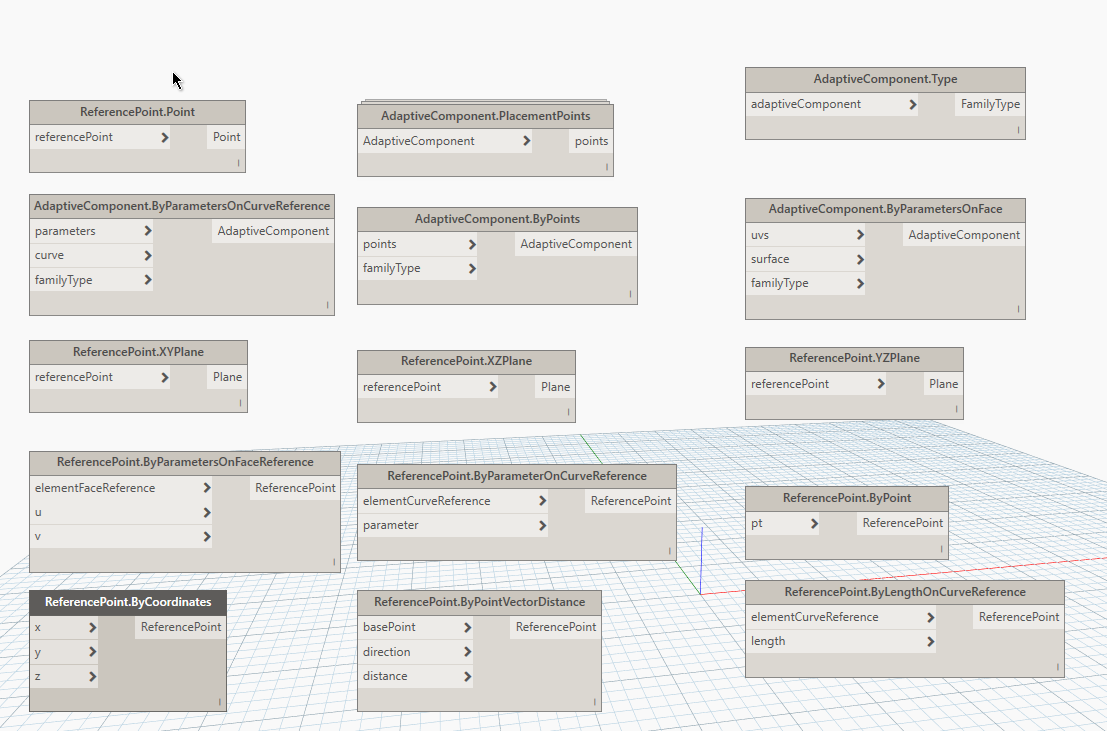 ReferencePoint.Point
referencePoint
Point
AdaptiveComponent.PlacementPoints
AdaptiveComponent
points
AdaptiveComponent.Type
adaptiveComponent
FamilyType
AdaptiveComponent.ByParametersOnCurveReference
parameters
AdaptiveComponent
curve
familyType
AdaptiveComponent.ByPoints
points
AdaptiveComponent
familyType
AdaptiveComponent.ByParametersOnFace
uvs
AdaptiveComponent
surface
familyType
ReferencePoint.XYPlane
referencePoint
Plane
ReferencePoint.XZPlane
referencePoint
Plane
ReferencePoint.YZPlane
referencePoint
Plane
ReferencePoint.ByParametersOnFaceReference
elementFaceReference
ReferencePoint
u
v
ReferencePoint.ByParameterOnCurveReference
elementCurveReference
ReferencePoint
parameter
ReferencePoint.ByPoint
pt
ReferencePoint
ReferencePoint.ByCoordinates
x
ReferencePoint
y
z
ReferencePoint.ByPointVectorDistance
basePoint
ReferencePoint
direction
distance
ReferencePoint.ByLengthOnCurveReference
elementCurveReference
ReferencePoint
length